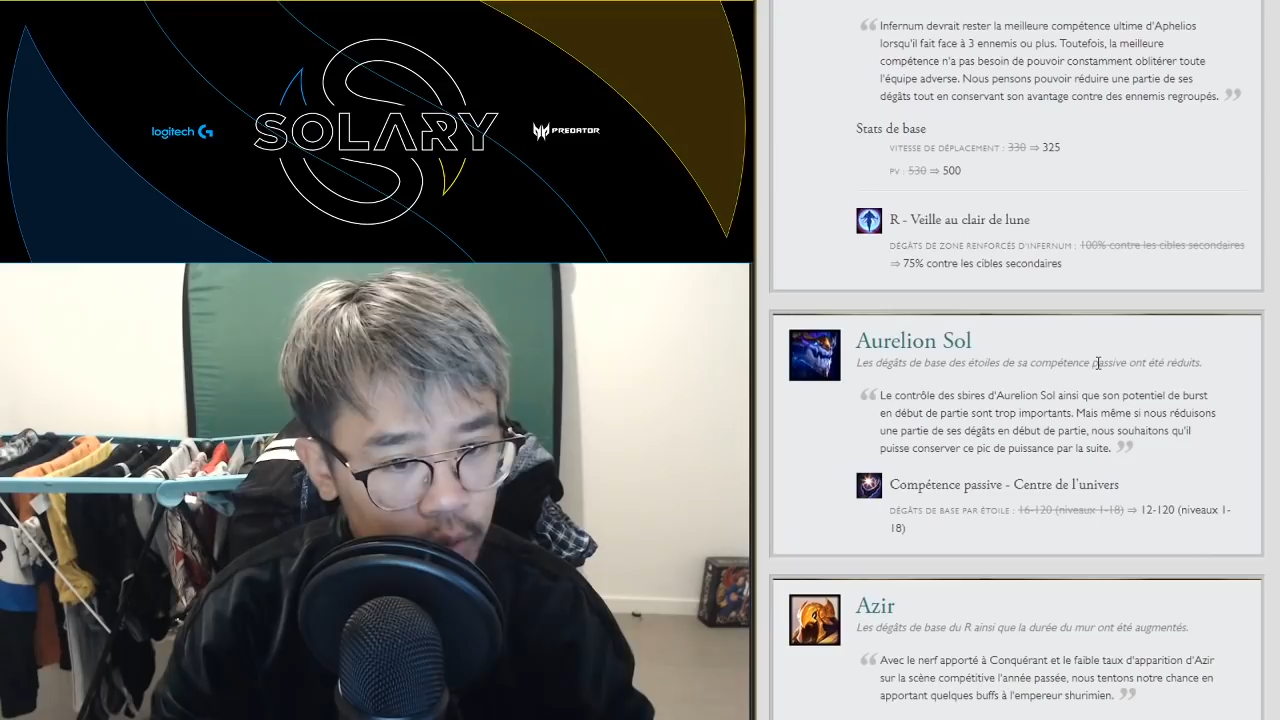 logitech G
SOLARY
PREDATOR
Infernum devrait rester la meilleure compétence ultime d'Aphelios
lorsqu'il fait face à 3 ennemis ou plus. Toutefois, la meilleure
compétence n'a pas besoin de pouvoir constamment oblitérer toute
l'équipe adverse. Nous pensons pouvoir réduire une partie de ses
dégâts tout en conservant son avantage contre des ennemis regroupés.
Stats de base
VITESSE DE DÉPLACEMENT : 330 ⇒ 325
PV : 530 ⇒ 500
R - Veille au clair de lune
DÉGÂTS DE ZONE RENFORCÉS D'INFERNUM : 100% contre les cibles secondaires
⇒ 75% contre les cibles secondaires
Aurelion Sol
Les dégâts de base des étoiles de sa compétence passive ont été réduits.
Le contrôle des sbires d'Aurelion Sol ainsi que son potentiel de burst
en début de partie sont trop importants. Mais même si nous réduisons
une partie de ses dégâts en début de partie, nous souhaitons qu'il
puisse conserver ce pic de puissance par la suite.
Compétence passive - Centre de l'univers
DÉGÂTS DE BASE PAR ÉTOILE : 16-120 (niveaux 1-18) ⇒ 12-120 (niveaux 1-
18)
Azir
Les dégâts de base du R ainsi que la durée du mur ont été augmentés.
Avec le nerf apporté à Conquérant et le faible taux d'apparition d'Azir
sur la scène compétitive l'année passée, nous tentons notre chance en
apportant quelques buffs à l'empereur shurimien.